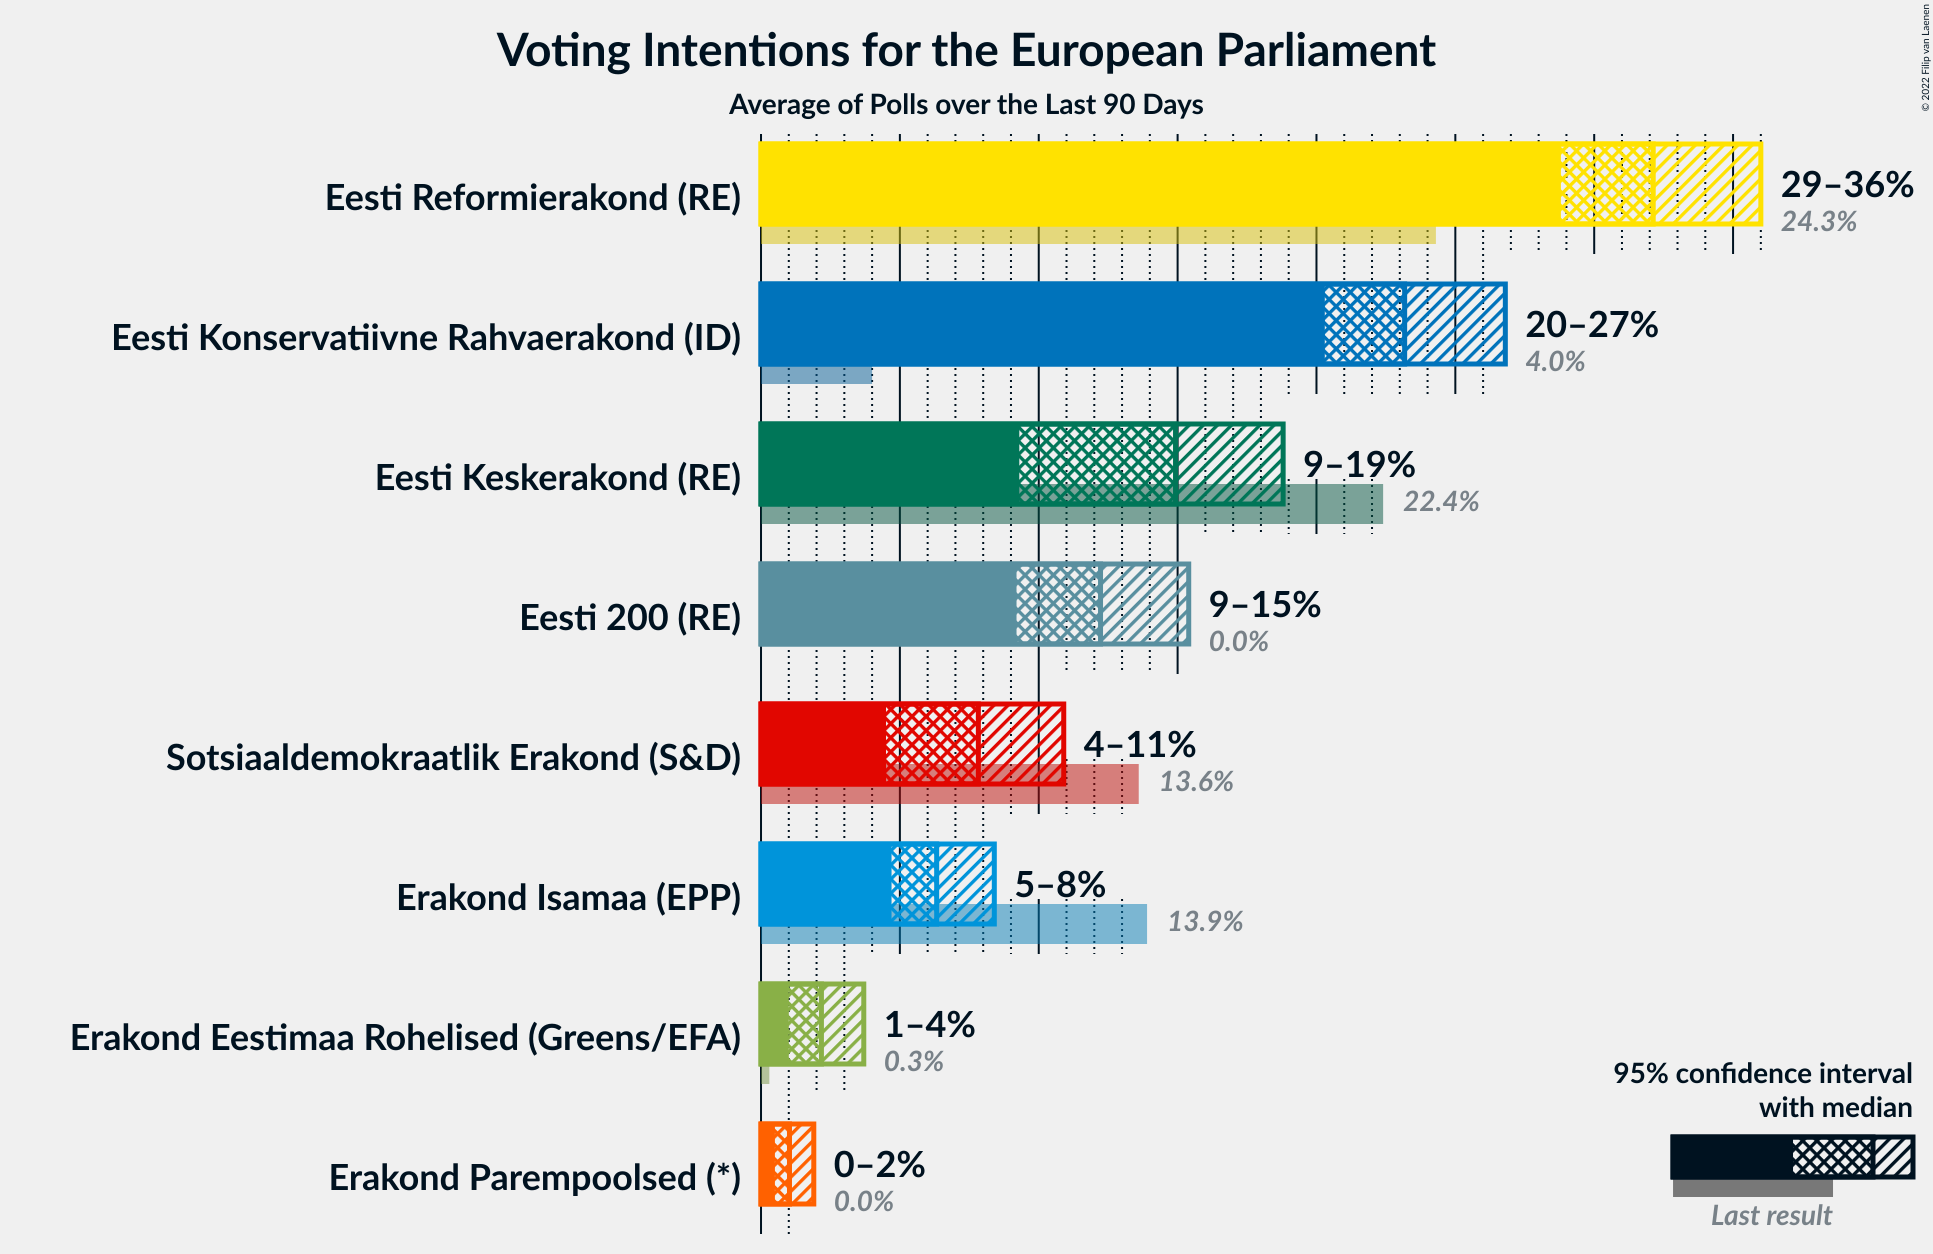 Voting Intentions for the European Parliament
Average of Polls over the Last 90 Days
© 2022 Filip van Laenen
Eesti Reformierakond (RE)
29–36%
24.3%
Eesti Konservatiivne Rahvaerakond (ID)
20–27%
4.0%
Eesti Keskerakond (RE)
9–19%
22.4%
Eesti 200 (RE)
9–15%
0.0%
Sotsiaaldemokraatlik Erakond (S&D)
4–11%
13.6%
Erakond Isamaa (EPP)
5–8%
13.9%
Erakond Eestimaa Rohelised (Greens/EFA)
1–4%
0.3%
Erakond Parempoolsed (*)
0–2%
0.0%
95% confidence interval
with median
Last result